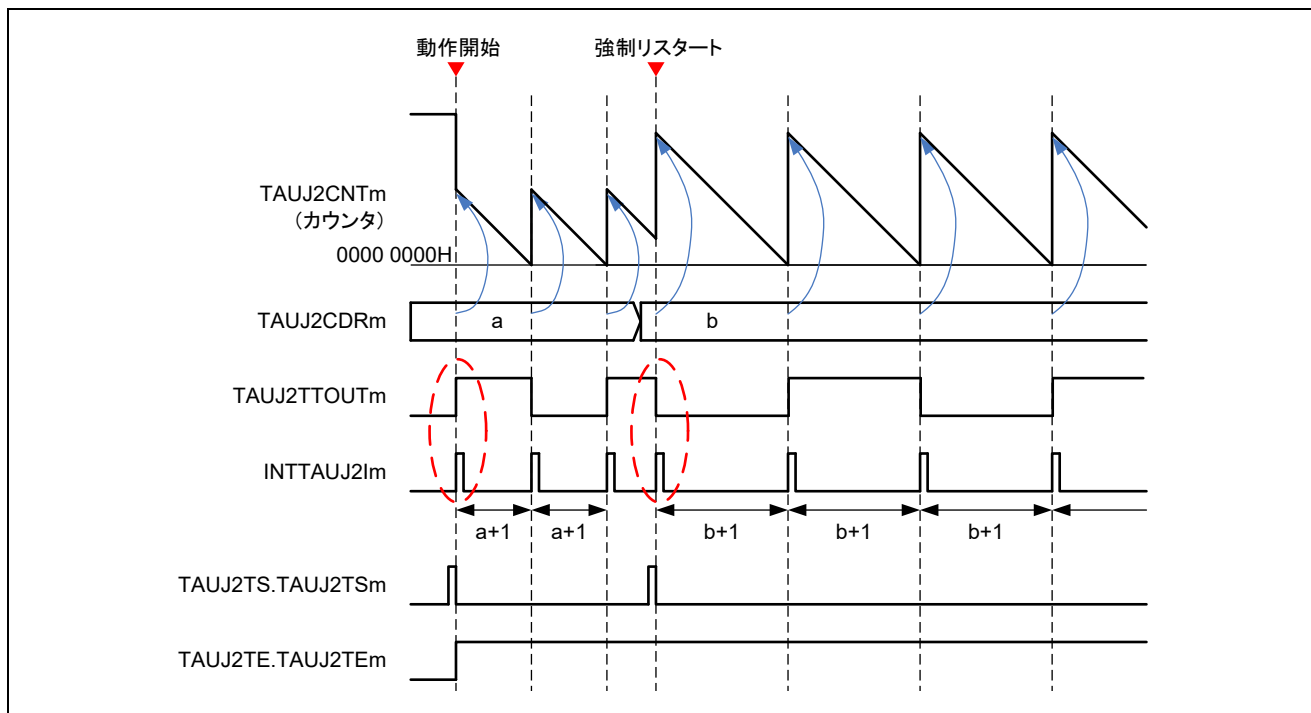 動作開始
強制リスタート
TAUJ2CNTm
(カウンタ)
0000 0000H
TAUJ2CDRm
a
b
TAUJ2TTOUTm
INTTAUJ2Im
a+1
a+1
b+1
b+1
b+1
TAUJ2TS.TAUJ2TSm
TAUJ2TE.TAUJ2TEm